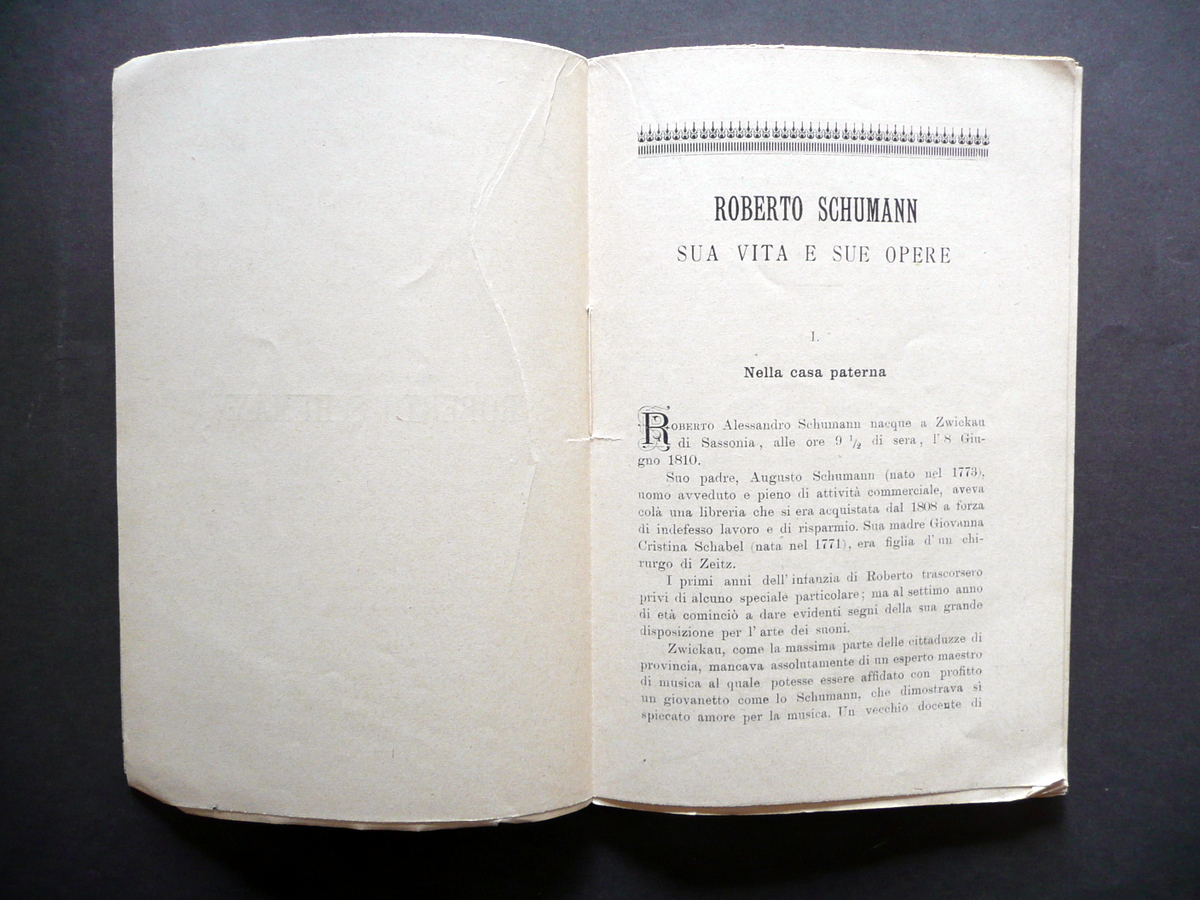 ROBERTO SCHUMANN
SUA VITA E SUE OPERE
I.
Nella casa paterna
ROBERTO Alessandro Schumann nacque a Zwickau
di Sassonia, alle ore 9 1/2 di sera, l'8 Giu-
gno 1810.
Suo padre, Augusto Schumann (nato nel 1773),
uomo avveduto e pieno di attività commerciale, aveva
colà una libreria che si era acquistata dal 1808 a forza
di indefesso lavoro e di risparmio. Sua madre Giovanna
Cristina Schabel (nata nel 1771), era figlia d'un chi-
rurgo di Zeitz.
I primi anni dell'infanzia di Roberto trascorsero
privi di alcuno speciale particolare; ma al settimo anno
di età cominciò a dare evidenti segni della sua grande
disposizione per l'arte dei suoni.
Zwickau, come la massima parte delle cittaduzze di
provincia, mancava assolutamente di un esperto maestro
di musica al quale potesse essere affidato con profitto
un giovanetto come lo Schumann, che dimostrava sì
spiccato amore per la musica. Un vecchio docente di